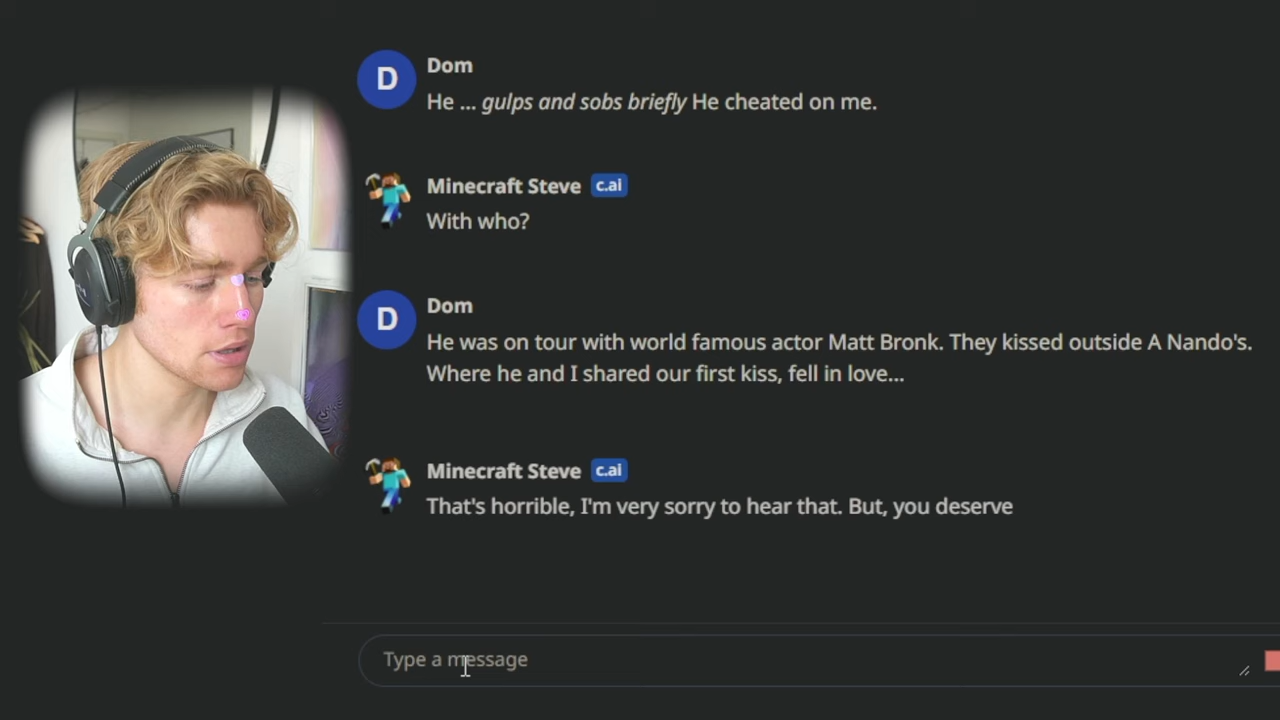 D
Dom
He ... gulps and sobs briefly He cheated on me.
Minecraft Steve c.ai
With who?
D
Dom
He was on tour with world famous actor Matt Bronk. They kissed outside A Nando's.
Where he and I shared our first kiss, fell in love...
Minecraft Steve c.ai
That's horrible, I'm very sorry to hear that. But, you deserve
Type a message